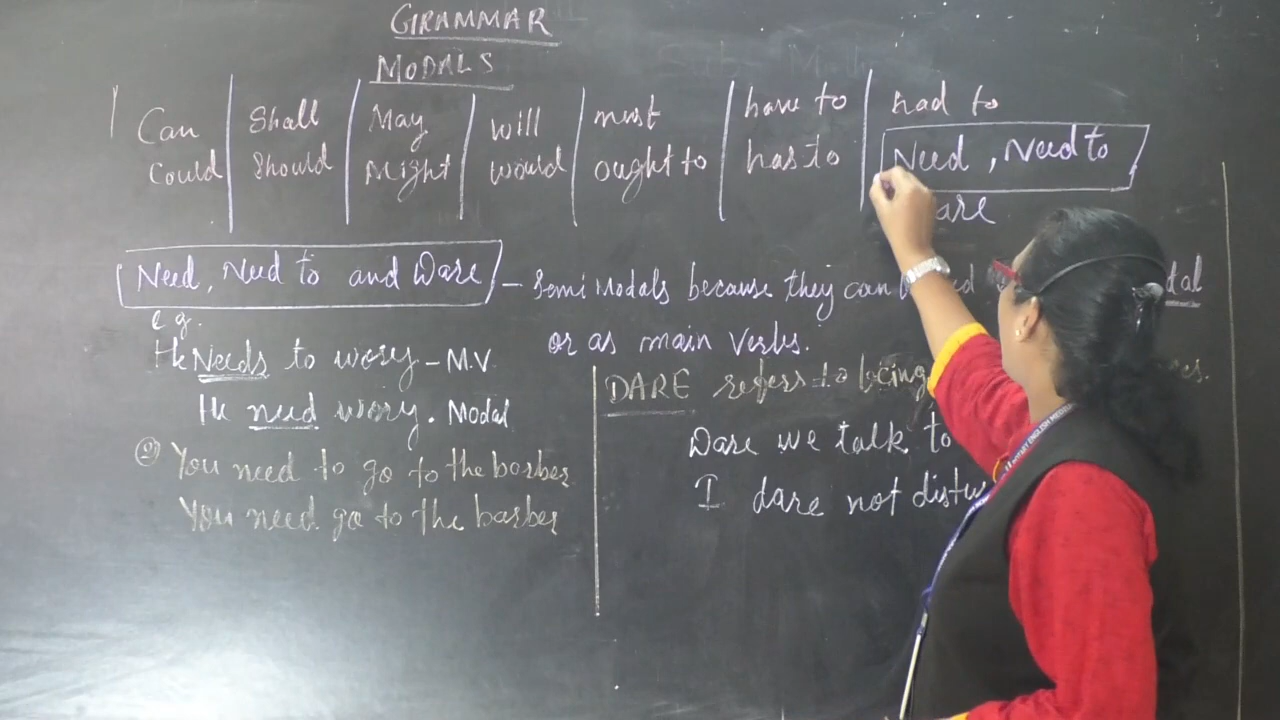 GRAMMAR
MODALS
Can | Shall | May | will | must | have to | had to
Could | Should | Might | would | ought to | has to | Need, Need to
are
Need, Need to and Dare - Semi Modals because they can
or as main verbs.
e g.
He Needs to worry - M.V.
He need worry. Modal
② You need to go to the barber
You need go to the barber
DARE refers to being
Dare we talk to
I dare not distu